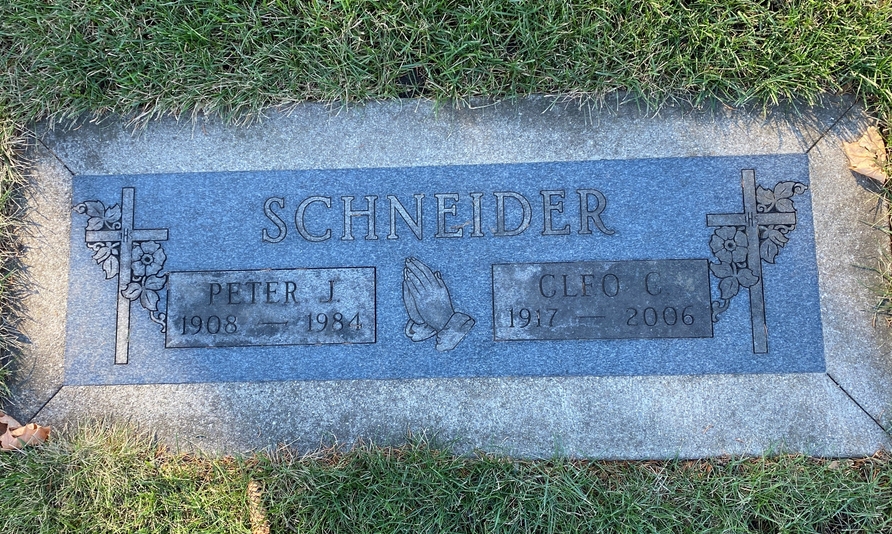 SCHNEIDER
PETER J.
1908 — 1984
CLEO C.
1917 — 2006